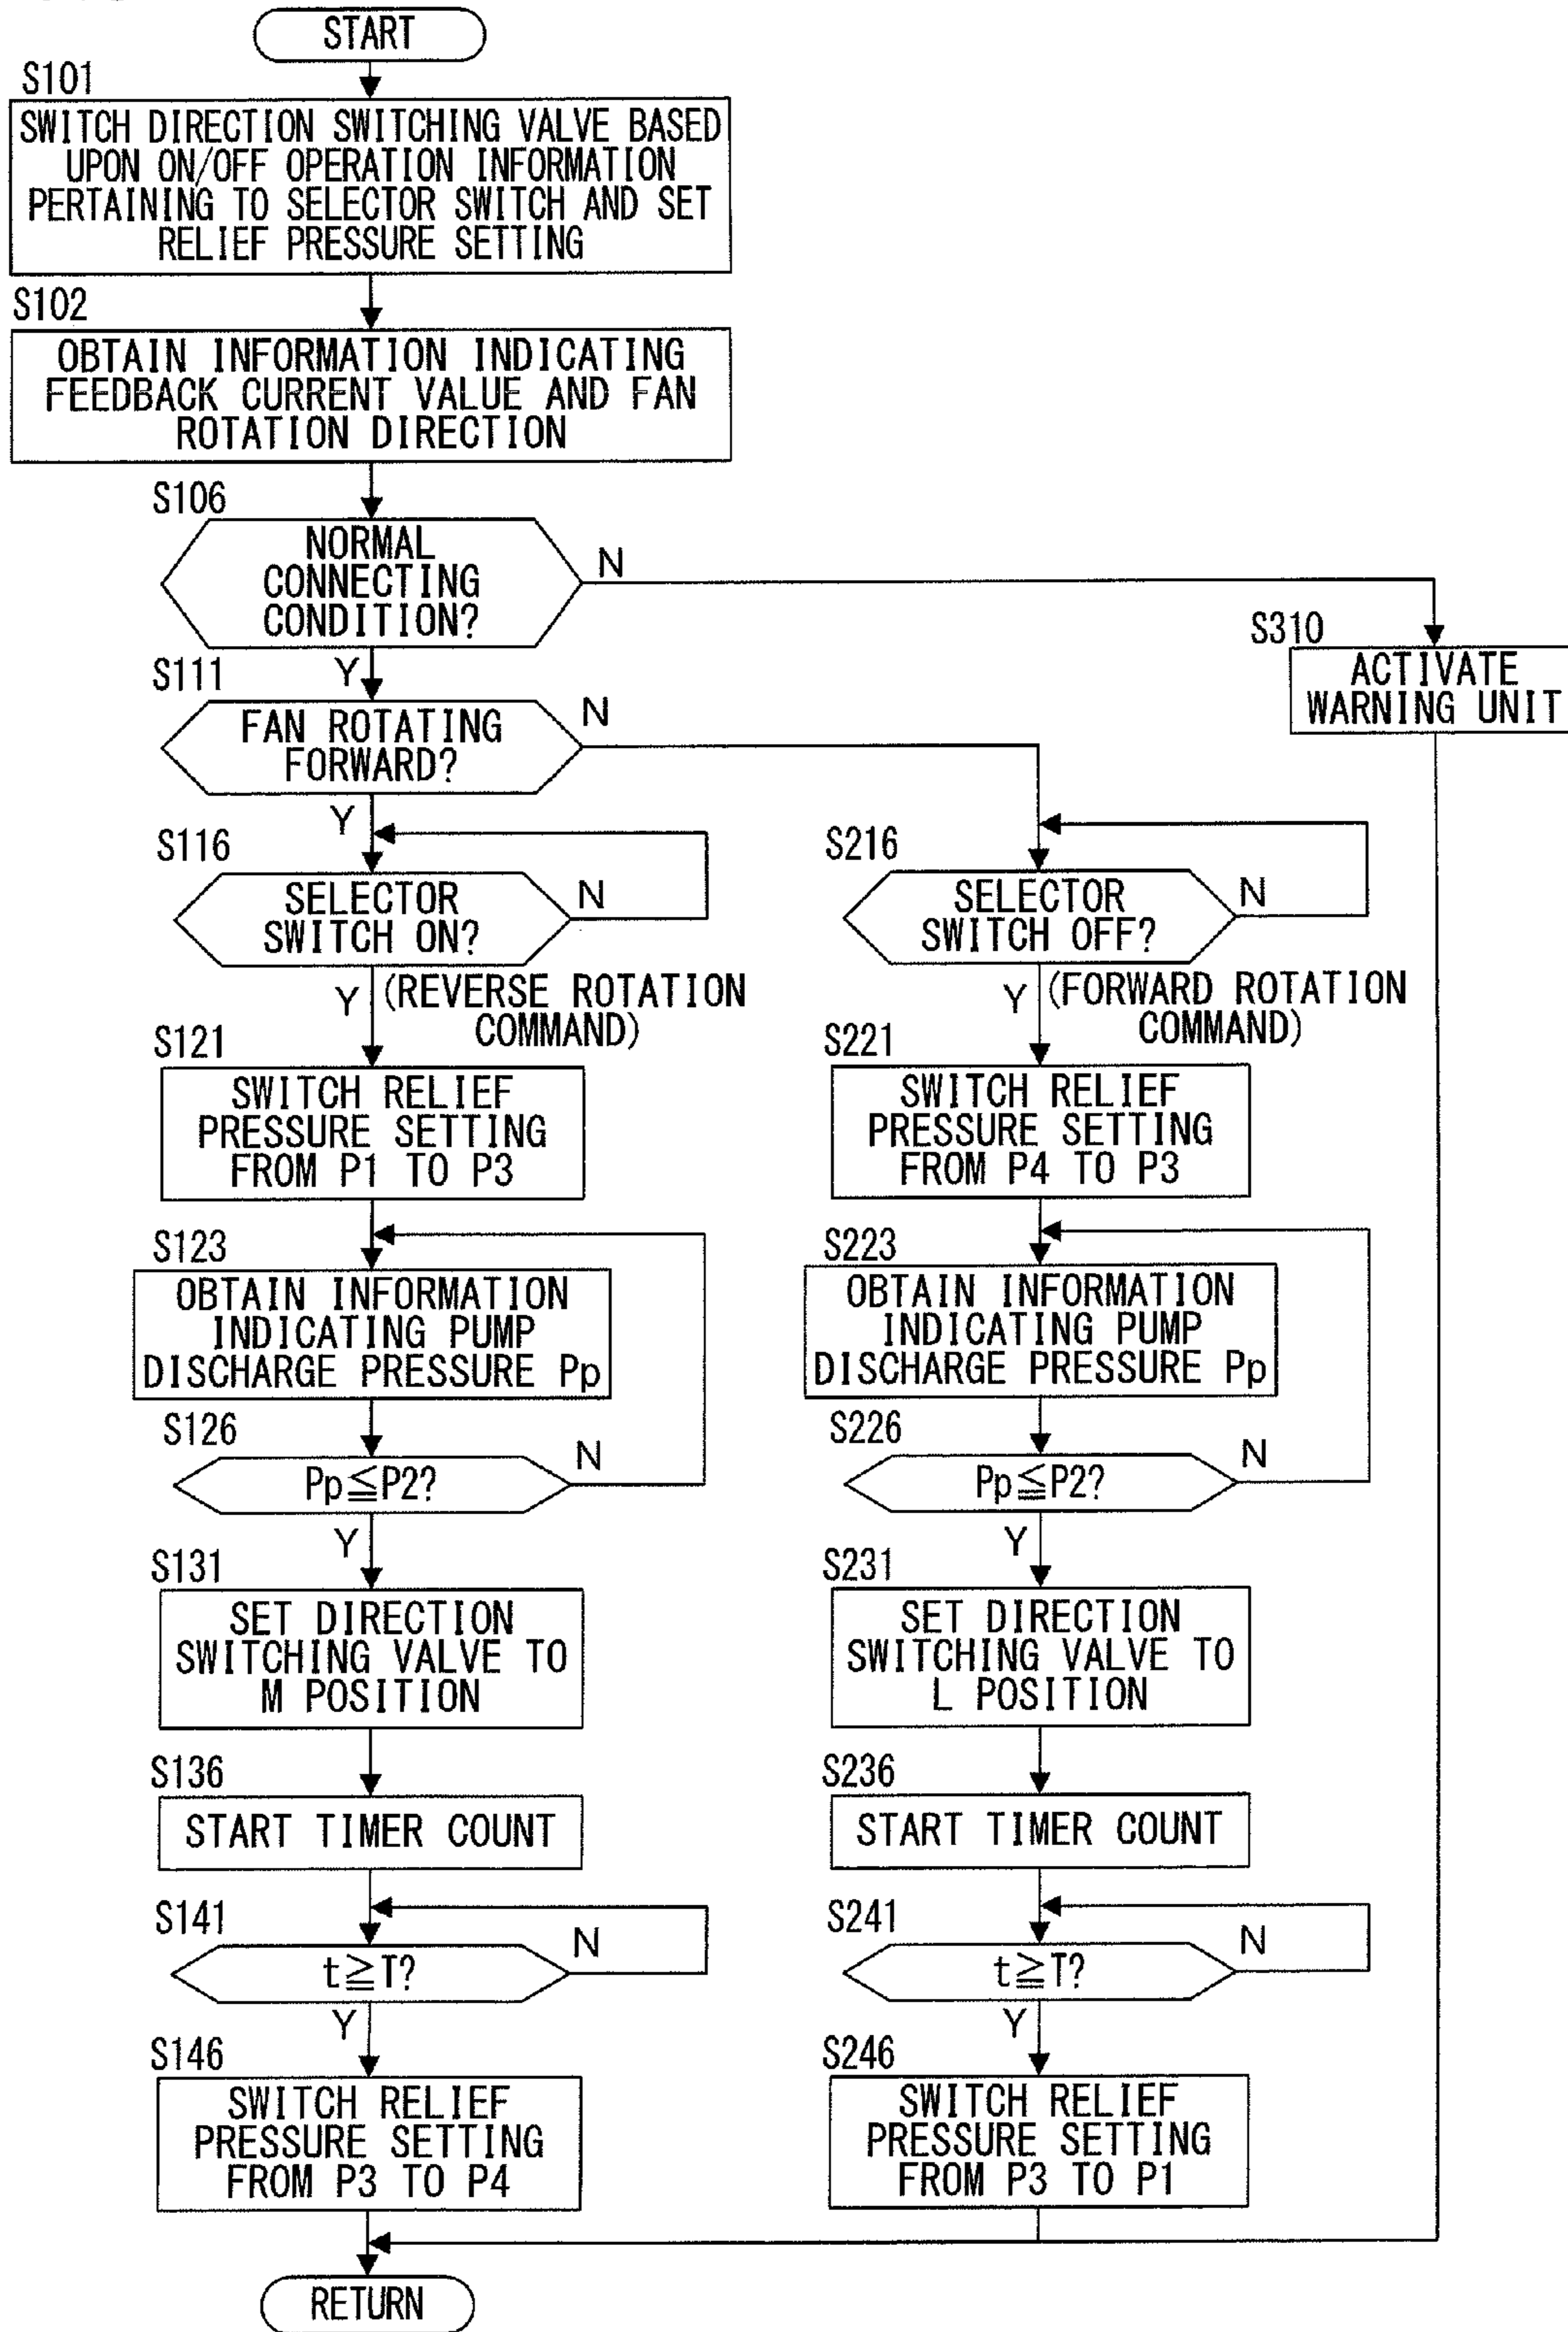 START
S101
SWITCH DIRECTION SWITCHING VALVE BASED
UPON ON/OFF OPERATION INFORMATION
PERTAINING TO SELECTOR SWITCH AND SET
RELIEF PRESSURE SETTING
S102
OBTAIN INFORMATION INDICATING
FEEDBACK CURRENT VALUE AND FAN
ROTATION DIRECTION
S106
NORMAL
CONNECTING
CONDITION?
N
Y
S310
ACTIVATE
WARNING UNIT
S111
FAN ROTATING
FORWARD?
N
Y
S116
SELECTOR
SWITCH ON?
N
Y
(REVERSE ROTATION
COMMAND)
S121
SWITCH RELIEF
PRESSURE SETTING
FROM P1 TO P3
S123
OBTAIN INFORMATION
INDICATING PUMP
DISCHARGE PRESSURE Pp
S126
Pp≦P2?
N
Y
S131
SET DIRECTION
SWITCHING VALVE TO
M POSITION
S136
START TIMER COUNT
S141
t≧T?
N
Y
S146
SWITCH RELIEF
PRESSURE SETTING
FROM P3 TO P4
S216
SELECTOR
SWITCH OFF?
N
Y
(FORWARD ROTATION
COMMAND)
S221
SWITCH RELIEF
PRESSURE SETTING
FROM P4 TO P3
S223
OBTAIN INFORMATION
INDICATING PUMP
DISCHARGE PRESSURE Pp
S226
Pp≦P2?
N
Y
S231
SET DIRECTION
SWITCHING VALVE TO
L POSITION
S236
START TIMER COUNT
S241
t≧T?
N
Y
S246
SWITCH RELIEF
PRESSURE SETTING
FROM P3 TO P1
RETURN